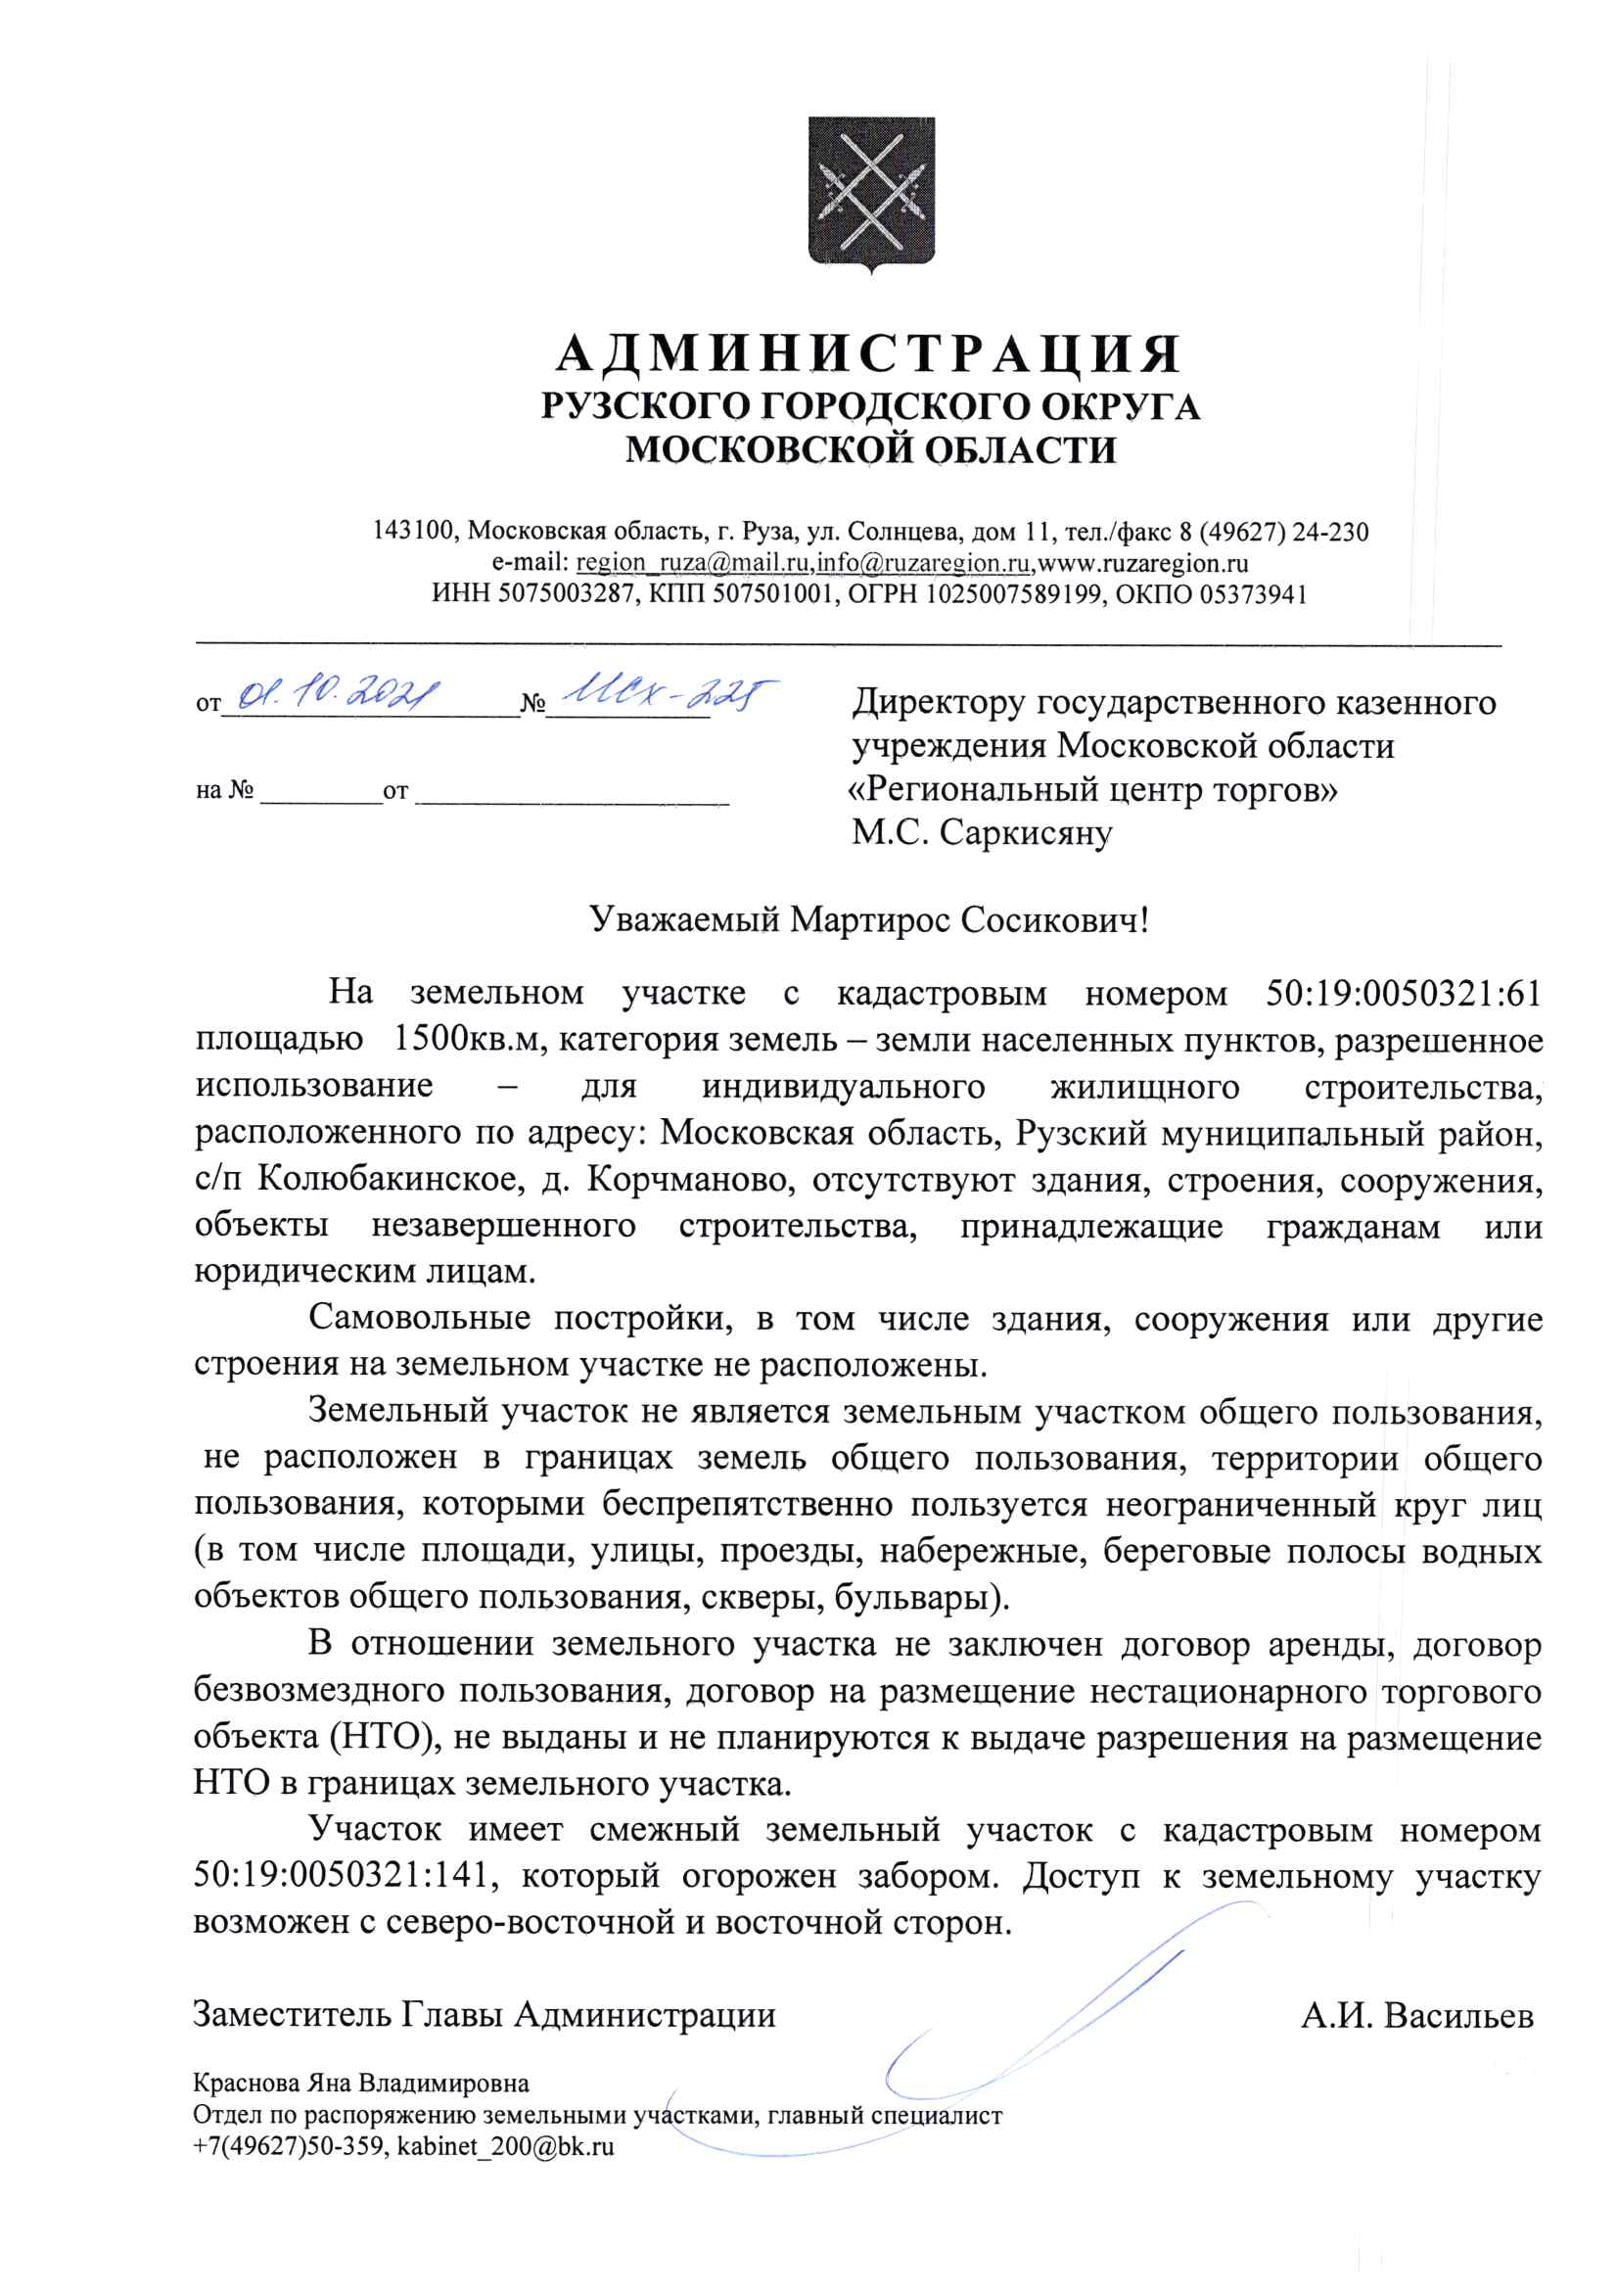 АДМИНИСТРАЦИЯ
РУЗСКОГО ГОРОДСКОГО ОКРУГА
МОСКОВСКОЙ ОБЛАСТИ
143100, Московская область, г. Руза, ул. Солнцева, дом 11, тел./факс 8 (49627) 24-230
e-mail: region_ruza@mail.ru,info@ruzaregion.ru,www.ruzaregion.ru
ИНН 5075003287, КПП 507501001, ОГРН 1025007589199, ОКПО 05373941
от 01.10.2021 № Исх-225
на № ________от ____________________
Директору государственного казенного
учреждения Московской области
«Региональный центр торгов»
М.С. Саркисяну
Уважаемый Мартирос Сосикович!
На земельном участке с кадастровым номером 50:19:0050321:61
площадью 1500кв.м, категория земель – земли населенных пунктов, разрешенное
использование – для индивидуального жилищного строительства,
расположенного по адресу: Московская область, Рузский муниципальный район,
с/п Колюбакинское, д. Корчманово, отсутствуют здания, строения, сооружения,
объекты незавершенного строительства, принадлежащие гражданам или
юридическим лицам.
Самовольные постройки, в том числе здания, сооружения или другие
строения на земельном участке не расположены.
Земельный участок не является земельным участком общего пользования,
не расположен в границах земель общего пользования, территории общего
пользования, которыми беспрепятственно пользуется неограниченный круг лиц
(в том числе площади, улицы, проезды, набережные, береговые полосы водных
объектов общего пользования, скверы, бульвары).
В отношении земельного участка не заключен договор аренды, договор
безвозмездного пользования, договор на размещение нестационарного торгового
объекта (НТО), не выданы и не планируются к выдаче разрешения на размещение
НТО в границах земельного участка.
Участок имеет смежный земельный участок с кадастровым номером
50:19:0050321:141, который огорожен забором. Доступ к земельному участку
возможен с северо-восточной и восточной сторон.
Заместитель Главы Администрации А.И. Васильев
Краснова Яна Владимировна
Отдел по распоряжению земельными участками, главный специалист
+7(49627)50-359, kabinet_200@bk.ru